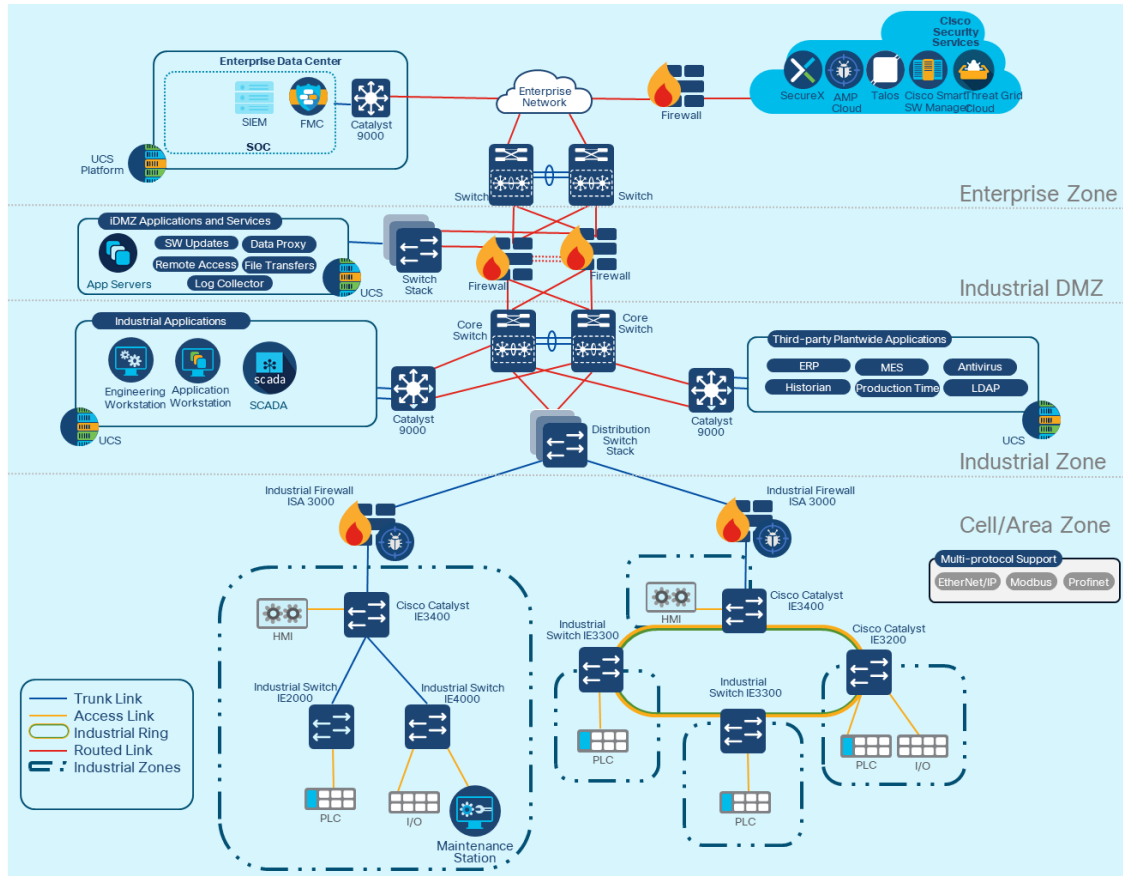 Cisco
Security
Services
SecureX
AMP
Cloud
Talos
Cisco Smart
SW Manager
Threat Grid
Cloud
Enterprise Data Center
SIEM
FMC
SOC
Catalyst
9000
UCS
Platform
Enterprise
Network
Firewall
Switch
Switch
Enterprise Zone
iDMZ Applications and Services
SW Updates
Data Proxy
Remote Access
File Transfers
Log Collector
App Servers
UCS
Switch
Stack
Firewall
Firewall
Industrial DMZ
Industrial Applications
Engineering
Workstation
Application
Workstation
scada
SCADA
UCS
Catalyst
9000
Core
Switch
Core
Switch
Third-party Plantwide Applications
ERP
MES
Antivirus
Historian
Production Time
LDAP
Catalyst
9000
UCS
Distribution
Switch
Stack
Industrial Zone
Industrial Firewall
ISA 3000
Industrial Firewall
ISA 3000
Cell/Area Zone
Multi-protocol Support
EtherNet/IP
Modbus
Profinet
HMI
Cisco Catalyst
IE3400
Industrial Switch
IE2000
Industrial Switch
IE4000
PLC
I/O
Maintenance
Station
HMI
Cisco Catalyst
IE3400
Industrial
Switch IE3300
Cisco Catalyst
IE3200
Industrial
Switch IE3300
PLC
PLC
PLC
I/O
Trunk Link
Access Link
Industrial Ring
Routed Link
Industrial Zones